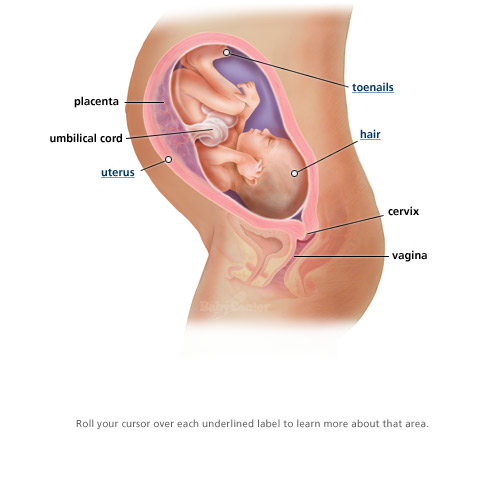 toenails
placenta
hair
umbilical cord
uterus
cervix
vagina
BabyCenter
Roll your cursor over each underlined label to learn more about that area.